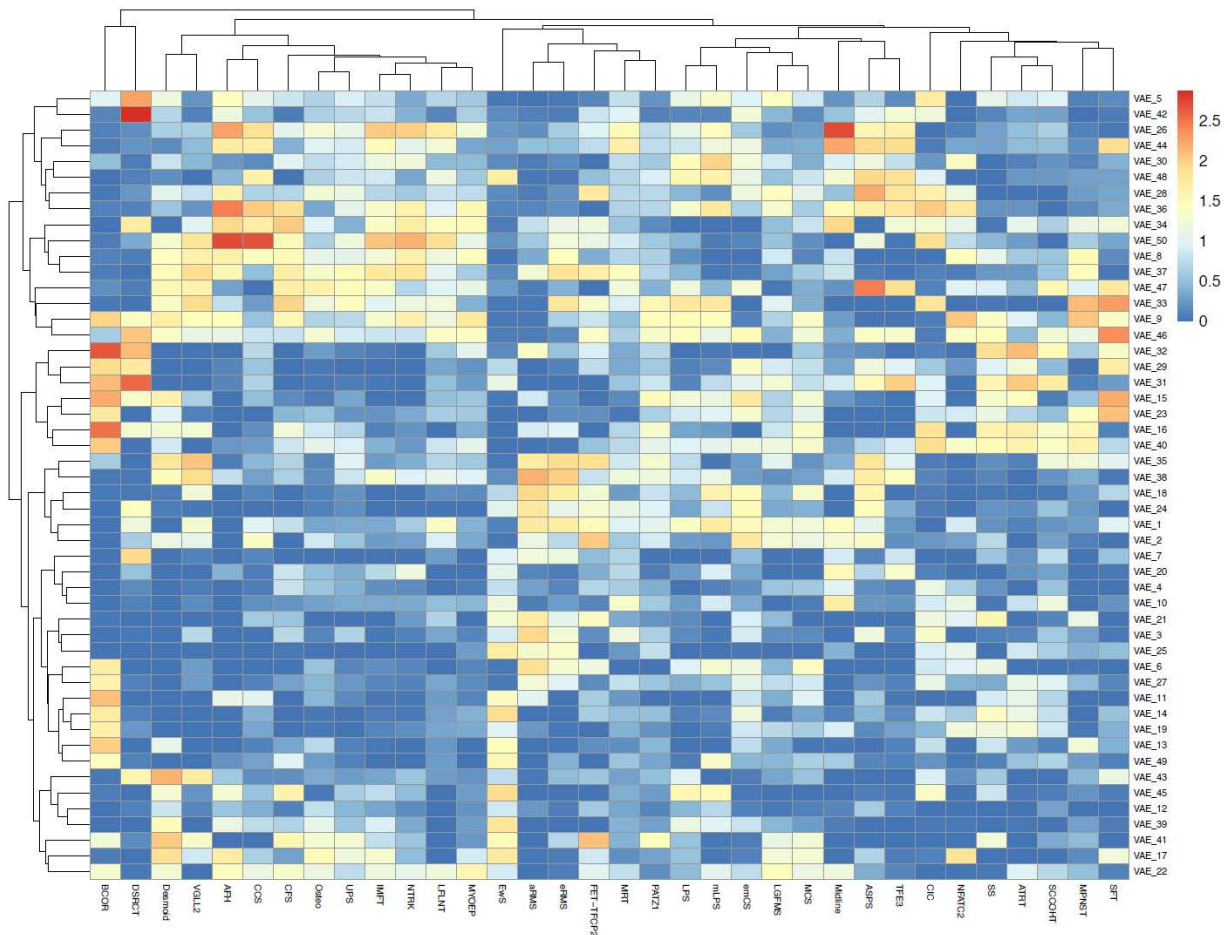 VAE_5
VAE_42
VAE_26
VAE_44
VAE_30
VAE_48
VAE_28
VAE_36
VAE_34
VAE_50
VAE_8
VAE_37
VAE_47
VAE_33
VAE_9
VAE_46
VAE_32
VAE_29
VAE_31
VAE_15
VAE_23
VAE_16
VAE_40
VAE_35
VAE_38
VAE_18
VAE_24
VAE_1
VAE_2
VAE_7
VAE_20
VAE_4
VAE_10
VAE_21
VAE_3
VAE_25
VAE_6
VAE_27
VAE_11
VAE_14
VAE_19
VAE_13
VAE_49
VAE_43
VAE_45
VAE_12
VAE_39
VAE_41
VAE_17
VAE_22
2.5
2
1.5
1
0.5
0
BCOR
DSRCT
Desmoid
VGLL2
AFH
CCS
CFS
Osteo
UPS
IMFT
NTRK
LFLNT
MYOEP
EwS
aRMS
eRMS
FET-TFCP2
MRT
PATZ1
LPS
mLPS
emCS
LGFMS
MCS
Midline
ASPS
TFE3
CIC
NFATC2
SS
ATRT
SCCOHT
MPNST
SFT